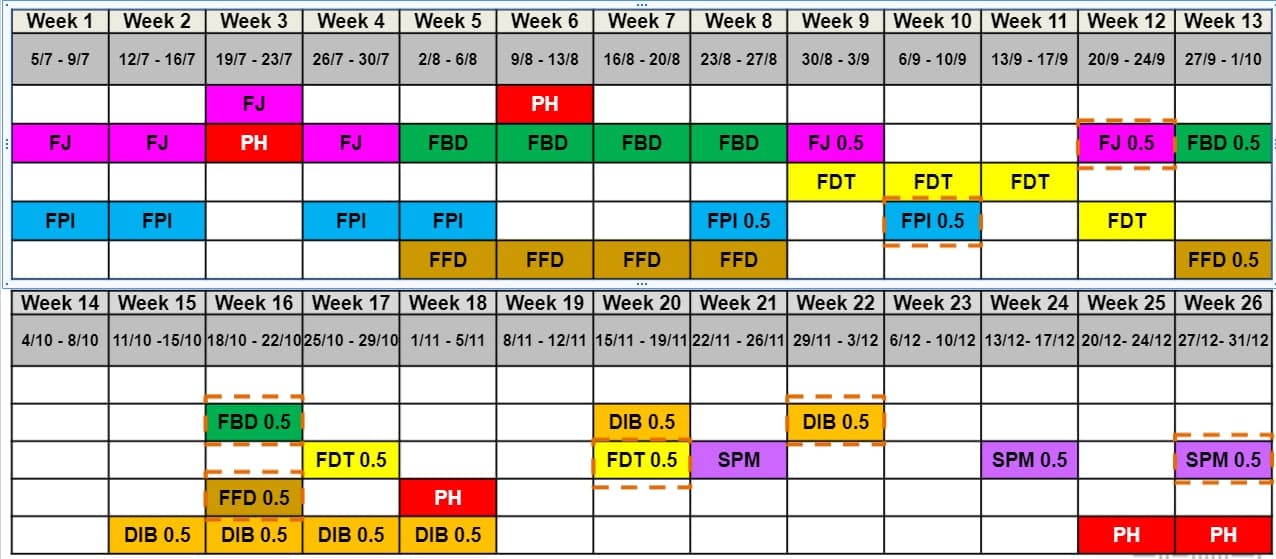 Week 1 Week 2 Week 3 Week 4 Week 5 Week 6 Week 7 Week 8 Week 9 Week 10 Week 11 Week 12 Week 13
5/7 - 9/7 12/7 - 16/7 19/7 - 23/7 26/7 - 30/7 2/8 - 6/8 9/8 - 13/8 16/8 - 20/8 23/8 - 27/8 30/8 - 3/9 6/9 - 10/9 13/9 - 17/9 20/9 - 24/9 27/9 - 1/10
FJ PH
FJ FJ PH FJ FBD FBD FBD FBD FJ 0.5 FJ 0.5 FBD 0.5
FDT FDT FDT
FPI FPI FPI FPI FPI 0.5 FPI 0.5 FDT
FFD FFD FFD FFD FFD 0.5
Week 14 Week 15 Week 16 Week 17 Week 18 Week 19 Week 20 Week 21 Week 22 Week 23 Week 24 Week 25 Week 26
4/10 - 8/10 11/10 -15/10 18/10 - 22/10 25/10 - 29/10 1/11 - 5/11 8/11 - 12/11 15/11 - 19/11 22/11 - 26/11 29/11 - 3/12 6/12 - 10/12 13/12- 17/12 20/12- 24/12 27/12- 31/12
FBD 0.5 DIB 0.5 DIB 0.5
FDT 0.5 FDT 0.5 SPM SPM 0.5 SPM 0.5
FFD 0.5 PH
DIB 0.5 DIB 0.5 DIB 0.5 DIB 0.5 PH PH